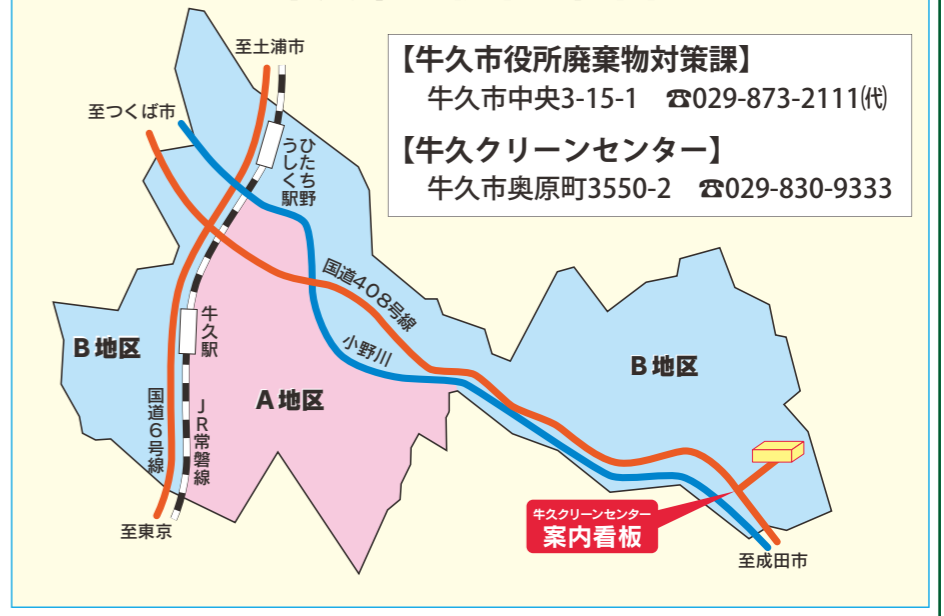 【牛久市役所廃棄物対策課】
牛久市中央3-15-1　☎029-873-2111㈹
【牛久クリーンセンター】
牛久市奥原町3550-2　☎029-830-9333
至土浦市
至つくば市
ひたち野
うしく駅
国道408号線
小野川
牛久駅
B地区
B地区
A地区
国道6号線
JR常磐線
至東京
牛久クリーンセンター
案内看板
至成田市